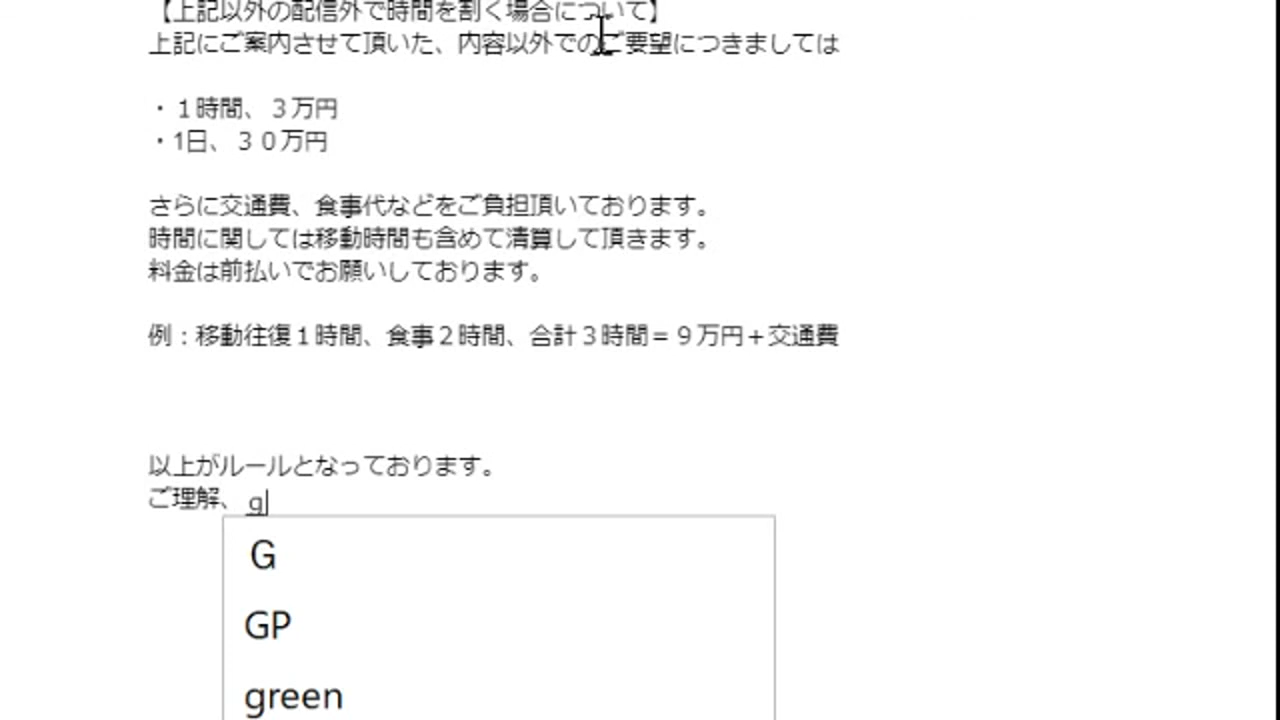 【上記以外の配信外で時間を割く場合について】
上記にご案内させて頂いた、内容以外でのご要望につきましては
・１時間、３万円
・1日、３０万円
さらに交通費、食事代などをご負担頂いております。
時間に関しては移動時間も含めて清算して頂きます。
料金は前払いでお願いしております。
例：移動往復１時間、食事２時間、合計３時間＝９万円＋交通費
以上がルールとなっております。
ご理解、g
G
GP
green